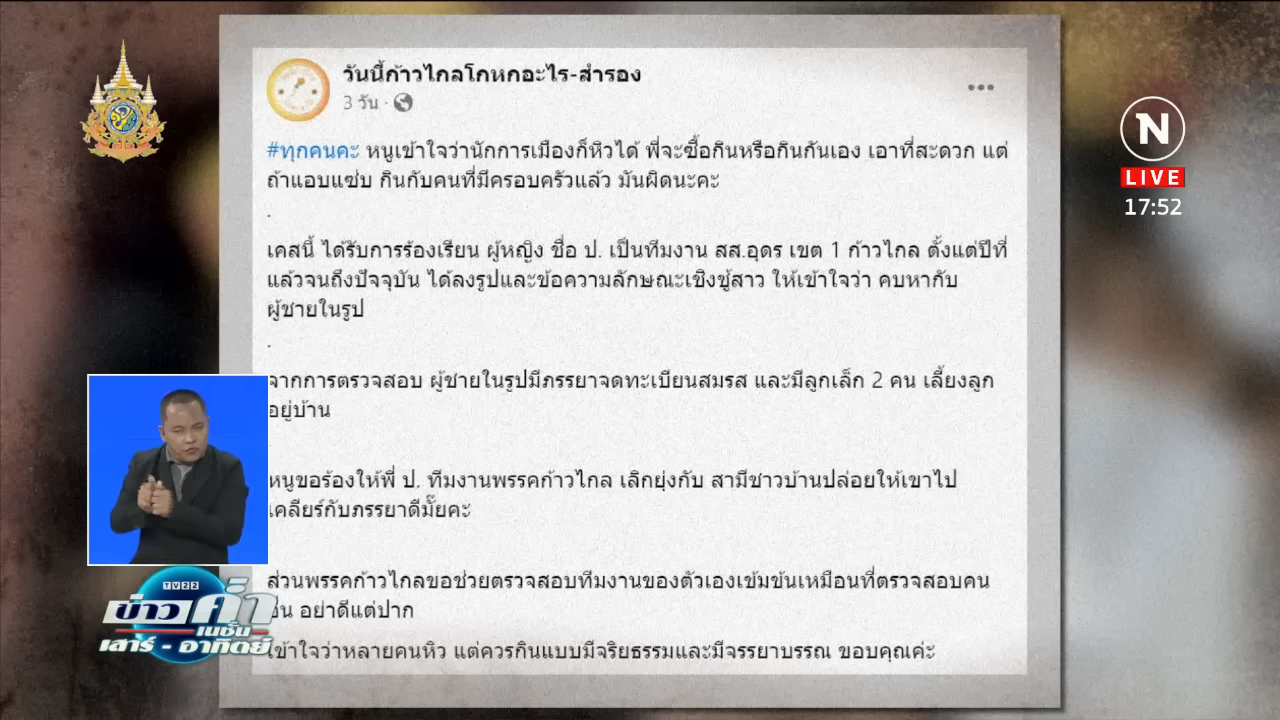 วันนี้ก้าวไกลโกหกอะไร-สำรอง
3 วัน ·
#ทุกคนคะ หนูเข้าใจว่านักการเมืองก็หิวได้ พี่จะซื้อกินหรือกินกันเอง เอาที่สะดวก แต่
ถ้าแอบแซ่บ กินกับคนที่มีครอบครัวแล้ว มันผิดนะคะ
.
เคสนี้ ได้รับการร้องเรียน ผู้หญิง ชื่อ ป. เป็นทีมงาน สส.อุดร เขต 1 ก้าวไกล ตั้งแต่ปีที่
แล้วจนถึงปัจจุบัน ได้ลงรูปและข้อความลักษณะเชิงชู้สาว ให้เข้าใจว่า คบหากับ
ผู้ชายในรูป
.
จากการตรวจสอบ ผู้ชายในรูปมีภรรยาจดทะเบียนสมรส และมีลูกเล็ก 2 คน เลี้ยงลูก
อยู่บ้าน
หนูขอร้องให้พี่ ป. ทีมงานพรรคก้าวไกล เลิกยุ่งกับ สามีชาวบ้านปล่อยให้เขาไป
เคลียร์กับภรรยาดีมั๊ยคะ
ส่วนพรรคก้าวไกลขอช่วยตรวจสอบทีมงานของตัวเองเข้มข้นเหมือนที่ตรวจสอบคน
อื่น อย่าดีแต่ปาก
เข้าใจว่าหลายคนหิว แต่ควรกินแบบมีจริยธรรมและมีจรรยาบรรณ ขอบคุณค่ะ
N
LIVE
17:52
TV22
ข่าวค่ำ
เนชั่น
เสาร์ - อาทิตย์